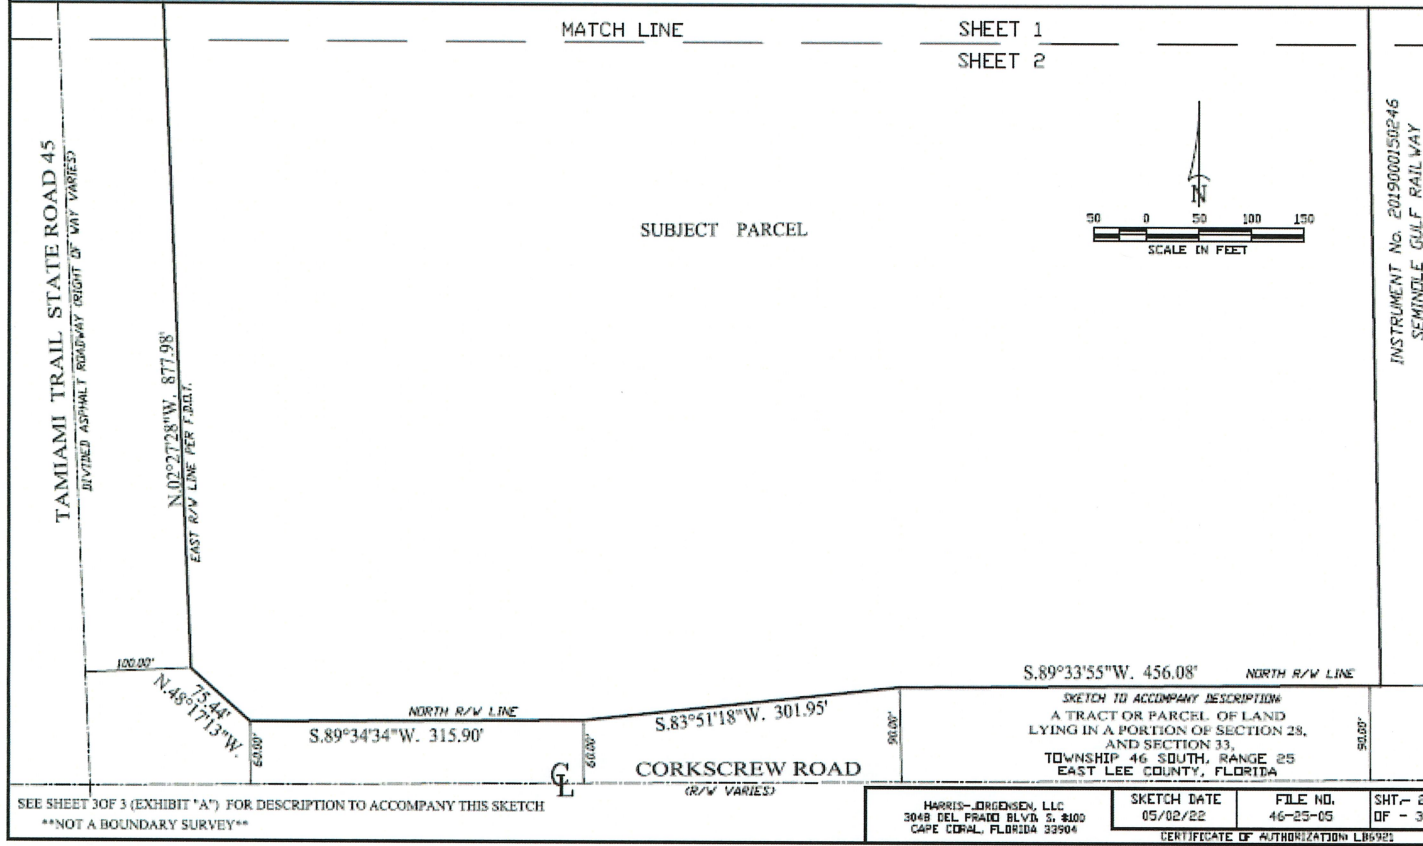 MATCH LINE
SHEET 1
SHEET 2
TAMIAMI TRAIL STATE ROAD 45
DIVIDED ASPHALT ROADWAY (RIGHT OF WAY VARIES)
N.02°27'28"W. 877.98'
EAST R/W LINE PER F.D.O.T.
SUBJECT PARCEL
N
50 0 50 100 150
SCALE IN FEET
INSTRUMENT No. 2019000150246
SEMINOLE GULF RAILWAY
100.00'
75.44'
N.48°17'13"W.
60.00'
NORTH R/W LINE
S.89°34'34"W. 315.90'
60.00'
S.83°51'18"W. 301.95'
90.00'
S.89°33'55"W. 456.08'
NORTH R/W LINE
90.00'
SKETCH TO ACCOMPANY DESCRIPTION:
A TRACT OR PARCEL OF LAND
LYING IN A PORTION OF SECTION 28,
AND SECTION 33,
TOWNSHIP 46 SOUTH, RANGE 25
EAST LEE COUNTY, FLORIDA
CL
CORKSCREW ROAD
(R/W VARIES)
SEE SHEET 3OF 3 (EXHIBIT "A") FOR DESCRIPTION TO ACCOMPANY THIS SKETCH
**NOT A BOUNDARY SURVEY**
HARRIS-JORGENSEN, LLC
3048 DEL PRADO BLVD. S. #100
CAPE CORAL, FLORIDA 33904
SKETCH DATE
05/02/22
FILE NO.
46-25-05
SHT.- 2
OF - 3
CERTIFICATE OF AUTHORIZATION: LB6921